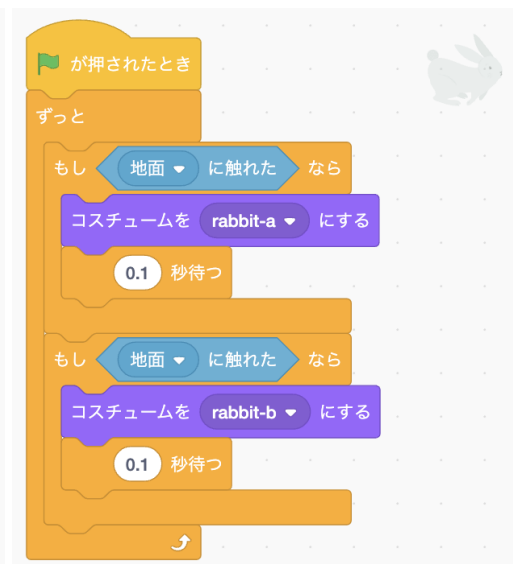 が押されたとき
ずっと
もし 地面 に触れた なら
コスチュームを rabbit-a にする
0.1 秒待つ
もし 地面 に触れた なら
コスチュームを rabbit-b にする
0.1 秒待つ